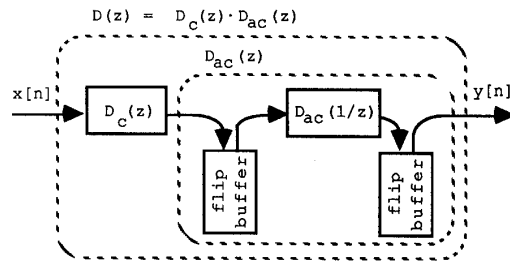 D(z) = D_c(z)·D_ac(z)
D_ac(z)
x[n]
y[n]
D_c(z)
D_ac(1/z)
flip
buffer
flip
buffer